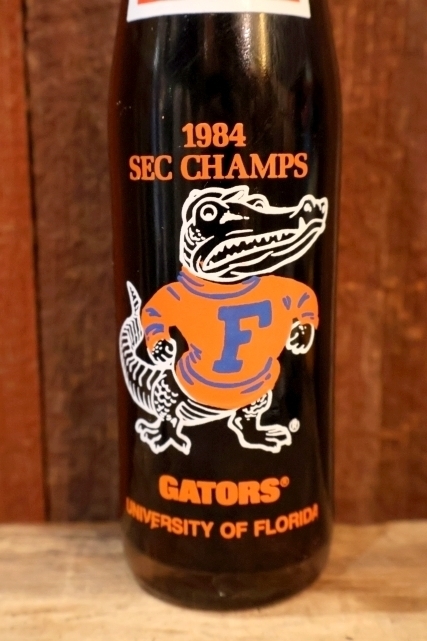 1984
SEC CHAMPS
F
®
GATORS®
UNIVERSITY OF FLORIDA